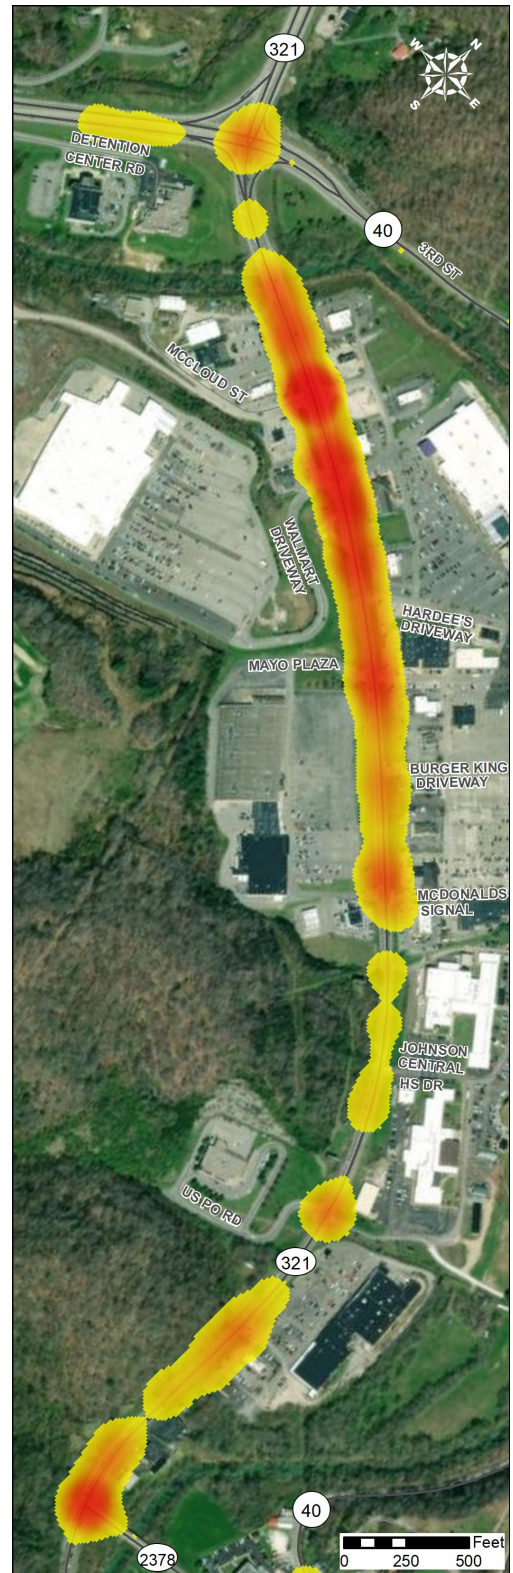 321
W
N
S
E
DETENTION
CENTER RD
40
3RD ST
MCCLOUD ST
WALMART
DRIVEWAY
HARDEE'S
DRIVEWAY
MAYO PLAZA
BURGER KING
DRIVEWAY
MCDONALDS
SIGNAL
JOHNSON
CENTRAL
HS DR
US PO RD
321
40
2378
Feet
0 250 500